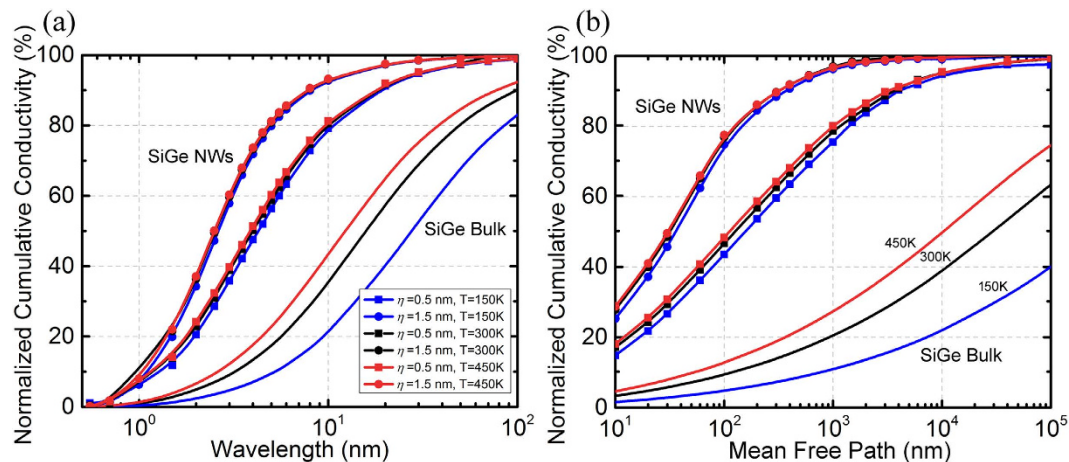 (a)
Normalized Cumulative Conductivity (%)
100
80
60
40
20
0
SiGe NWs
SiGe Bulk
η =0.5 nm, T=150K
η =1.5 nm, T=150K
η =0.5 nm, T=300K
η =1.5 nm, T=300K
η =0.5 nm, T=450K
η =1.5 nm, T=450K
10⁰
10¹
10²
Wavelength (nm)
(b)
Normalized Cumulative Conductivity (%)
100
80
60
40
20
0
SiGe NWs
450K
300K
150K
SiGe Bulk
10¹
10²
10³
10⁴
10⁵
Mean Free Path (nm)